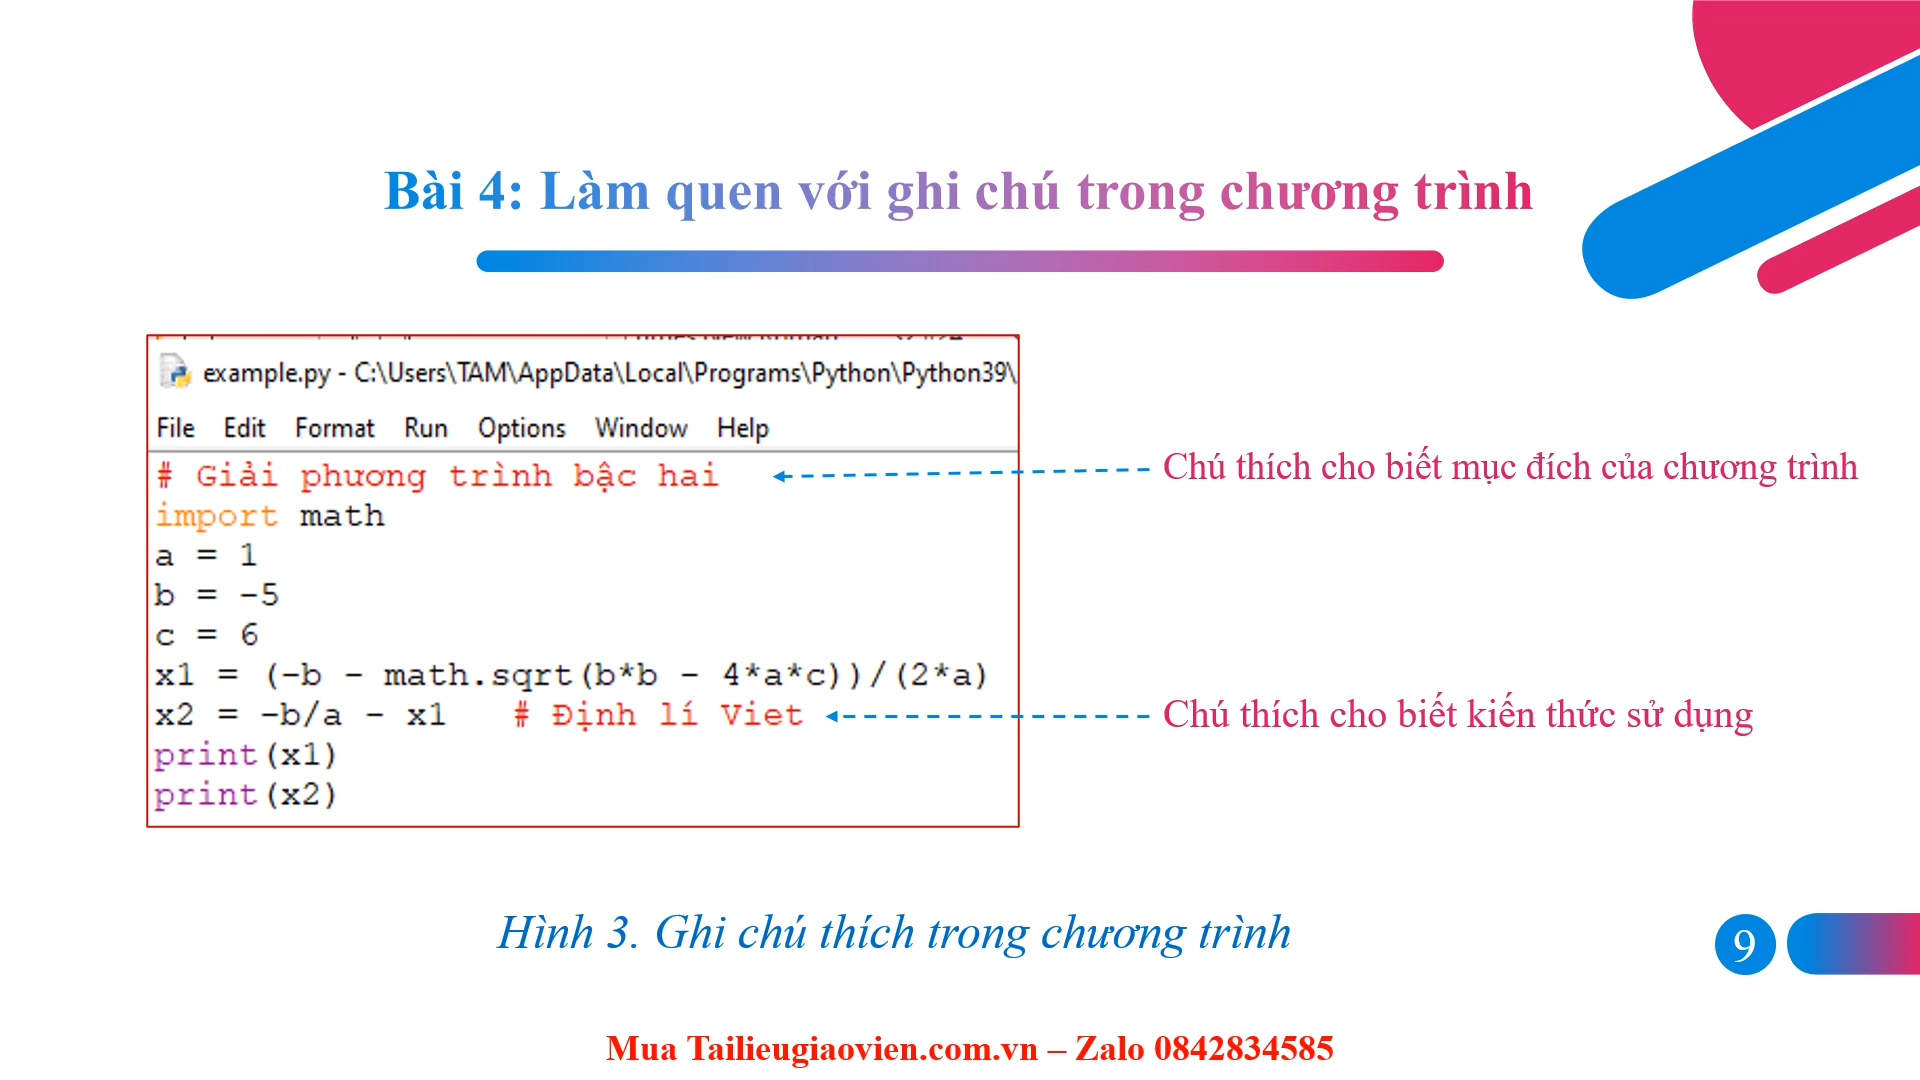 Bài 4: Làm quen với ghi chú trong chương trình
example.py - C:\Users\TAM\AppData\Local\Programs\Python\Python39\
File Edit Format Run Options Window Help
# Giải phương trình bậc hai
Chú thích cho biết mục đích của chương trình
import math
a = 1
b = -5
c = 6
x1 = (-b - math.sqrt(b*b - 4*a*c))/(2*a)
x2 = -b/a - x1 # Định lí Viet
Chú thích cho biết kiến thức sử dụng
print(x1)
print(x2)
Hình 3. Ghi chú thích trong chương trình
9
Mua Tailieugiaovien.com.vn – Zalo 0842834585